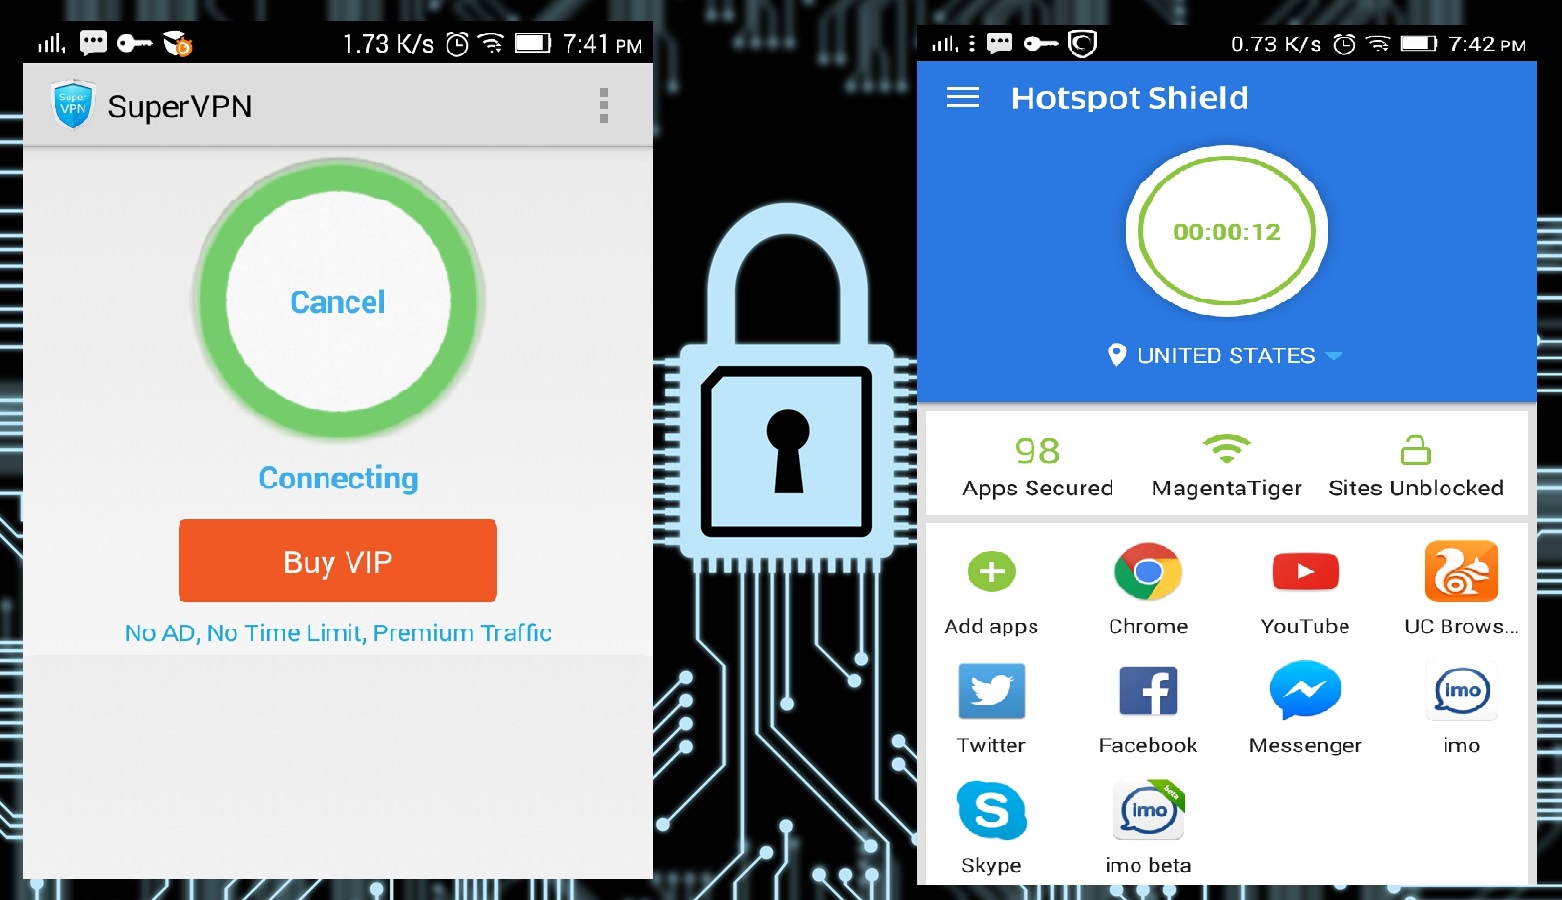 1.73 K/s 7:41 PM
Super VPN
SuperVPN
Cancel
Connecting
Buy VIP
No AD, No Time Limit, Premium Traffic
0.73 K/s 7:42 PM
Hotspot Shield
00:00:12
UNITED STATES
98
Apps Secured MagentaTiger Sites Unblocked
Add apps Chrome YouTube UC Brows...
imo
Twitter Facebook Messenger imo
imo beta
Skype imo beta